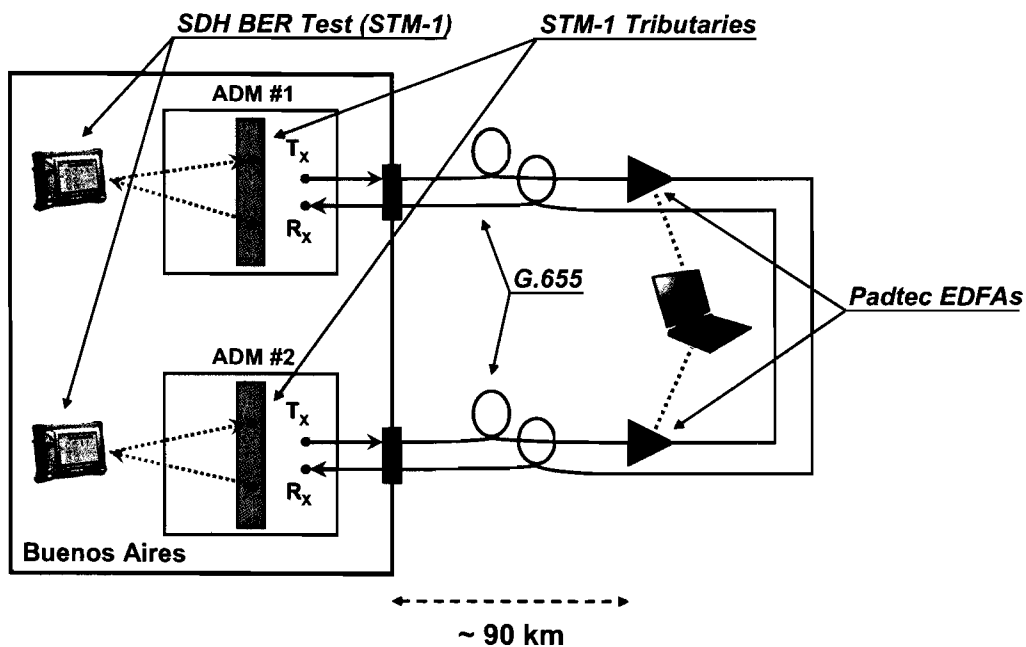 SDH BER Test (STM-1)
STM-1 Tributaries
ADM #1
Tx
Rx
G.655
Padtec EDFAs
ADM #2
Tx
Rx
Buenos Aires
~ 90 km